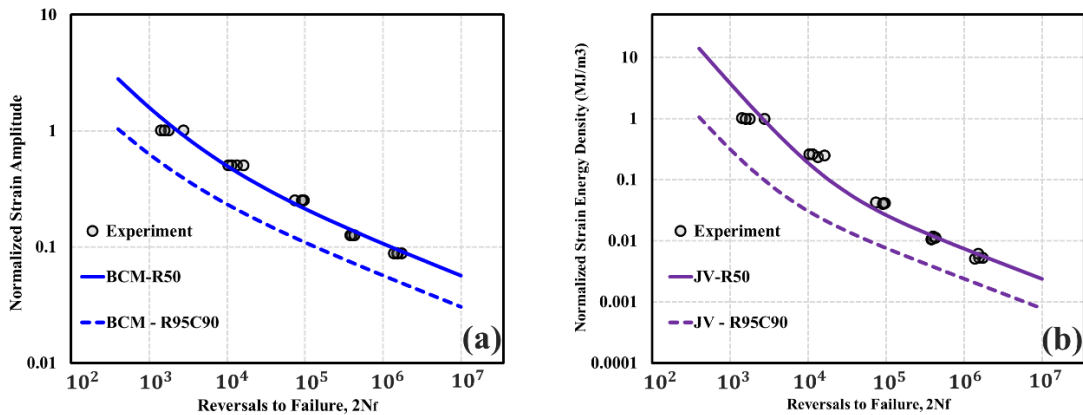 10
1
0.1
0.01
Normalized Strain Amplitude
Experiment
BCM-R50
BCM - R95C90
(a)
10²
10³
10⁴
10⁵
10⁶
10⁷
Reversals to Failure, 2Nf
10
1
0.1
0.01
0.001
0.0001
Normalized Strain Energy Density (MJ/m3)
Experiment
JV-R50
JV - R95C90
(b)
10²
10³
10⁴
10⁵
10⁶
10⁷
Reversals to Failure, 2Nf